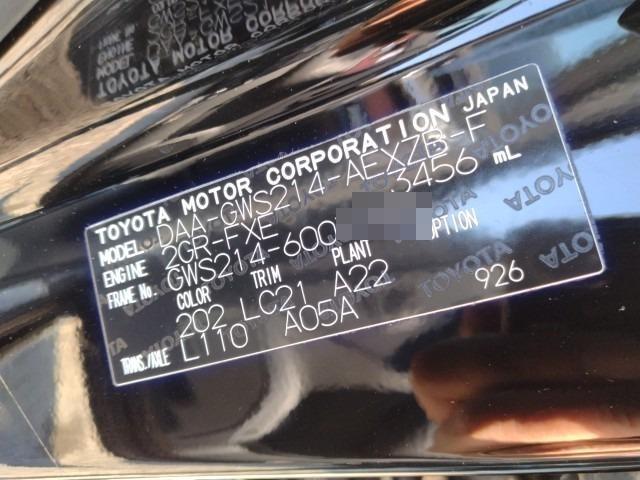 TOYOTA MOTOR CORPORATION JAPAN
MODEL DAA-GWS214-AEXZB-F
ENGINE 2GR-FXE 3456 mL
FRAME No. GWS214-600
COLOR TRIM PLANT OPTION
202 LC21 A22 926
TRANS./AXLE L110 A05A